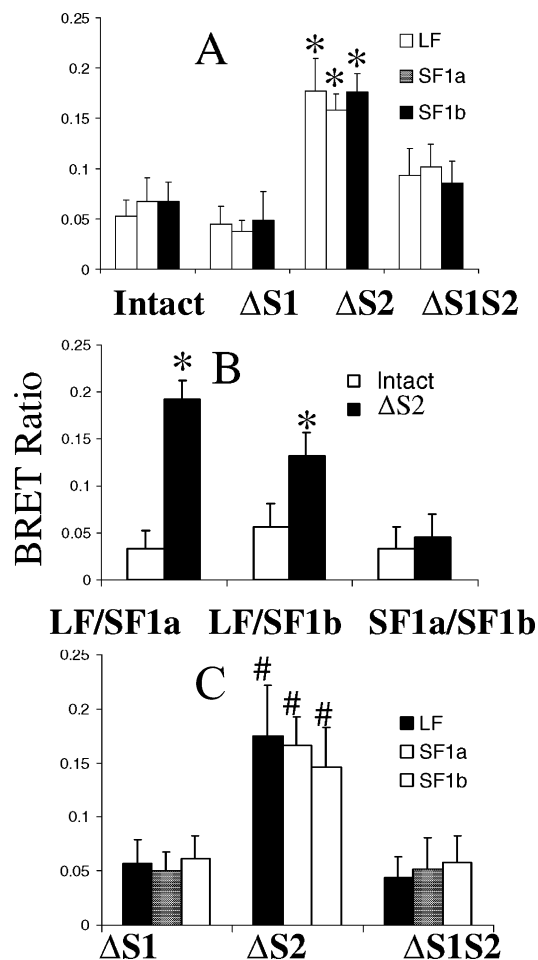 0.25
A
LF
SF1a
SF1b
0.2
0.15
0.1
0.05
0
* * *
Intact ΔS1 ΔS2 ΔS1S2
BRET Ratio
0.25
B
Intact
ΔS2
0.2
0.15
0.1
0.05
0
* *
LF/SF1a LF/SF1b SF1a/SF1b
0.25
C
LF
SF1a
SF1b
0.2
0.15
0.1
0.05
0
# # #
ΔS1 ΔS2 ΔS1S2